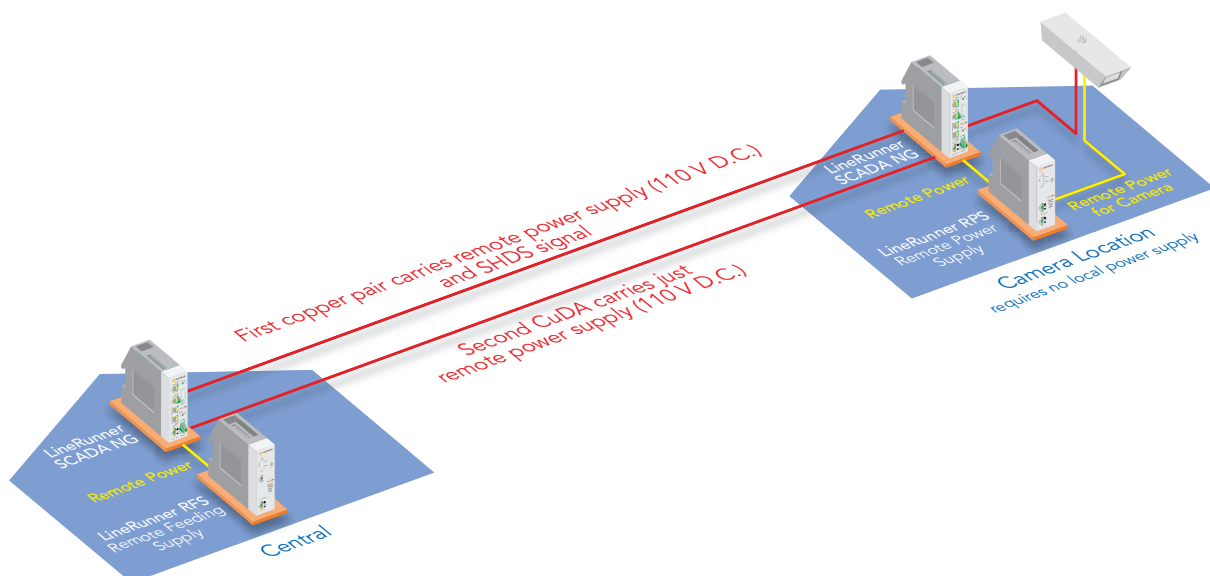 LineRunner
SCADA NG
Remote Power
LineRunner RPS
Remote Power
Supply
Remote Power
for Camera
Camera Location
requires no local power supply
First copper pair carries remote power supply (110 V D.C.)
and SHDS signal
Second CuDA carries just
remote power supply (110 V D.C.)
LineRunner
SCADA NG
Remote Power
LineRunner RFS
Remote Feeding
Supply
Central